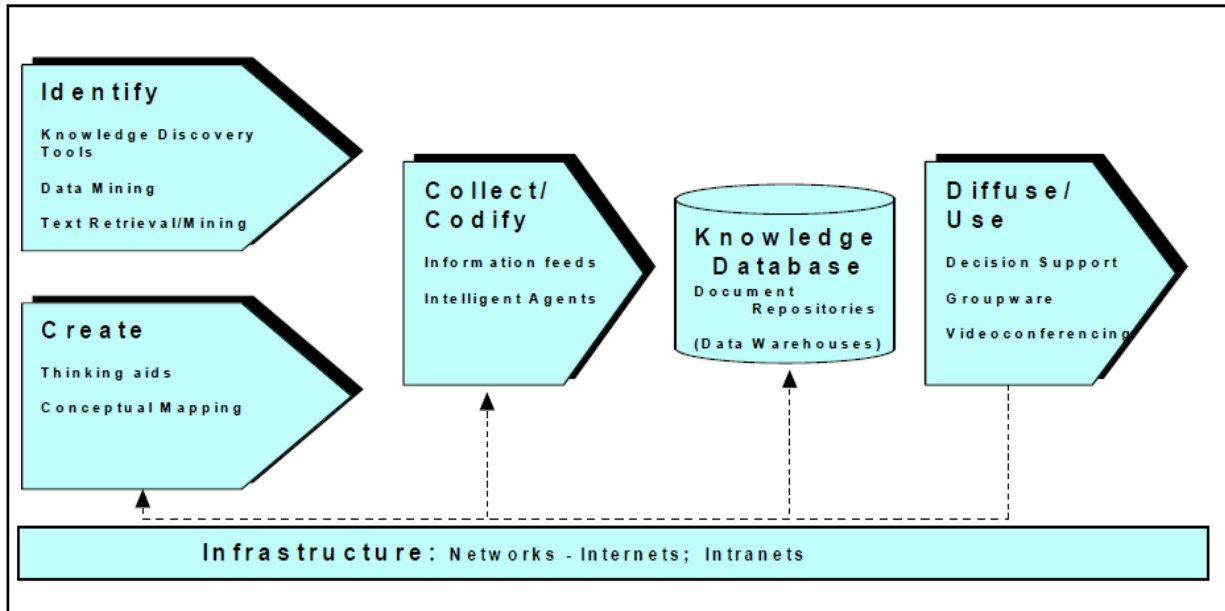 Identify
Knowledge Discovery
Tools
Data Mining
Text Retrieval/Mining
Create
Thinking aids
Conceptual Mapping
Collect/
Codify
Information feeds
Intelligent Agents
Knowledge
Database
Document
Repositories
(Data Warehouses)
Diffuse/
Use
Decision Support
Groupware
Videoconferencing
Infrastructure: Networks - Internets; Intranets